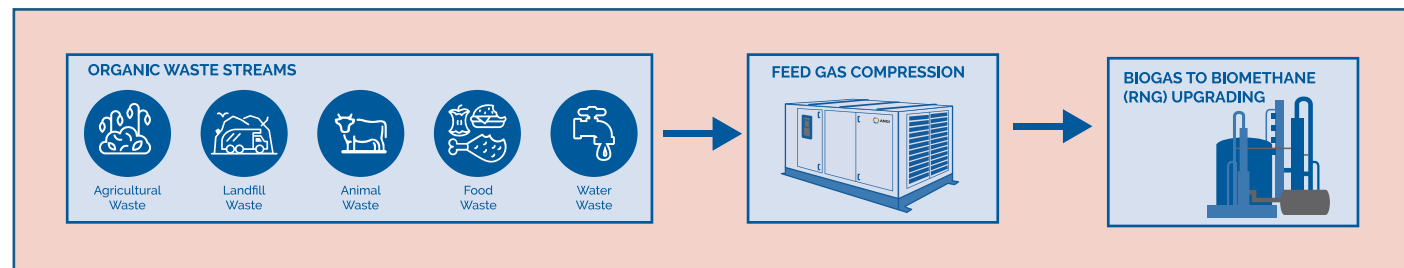 ORGANIC WASTE STREAMS
Agricultural
Waste
Landfill
Waste
Animal
Waste
Food
Waste
Water
Waste
FEED GAS COMPRESSION
ANGI
BIOGAS TO BIOMETHANE
(RNG) UPGRADING